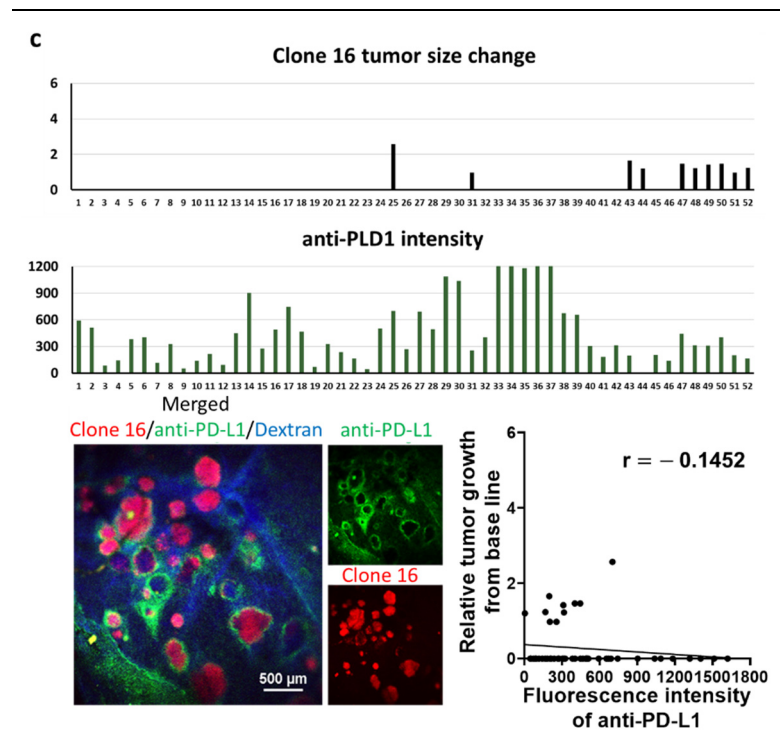 c
Clone 16 tumor size change
6
4
2
0
1 2 3 4 5 6 7 8 9 10 11 12 13 14 15 16 17 18 19 20 21 22 23 24 25 26 27 28 29 30 31 32 33 34 35 36 37 38 39 40 41 42 43 44 45 46 47 48 49 50 51 52
anti-PLD1 intensity
1200
900
600
300
0
1 2 3 4 5 6 7 8 9 10 11 12 13 14 15 16 17 18 19 20 21 22 23 24 25 26 27 28 29 30 31 32 33 34 35 36 37 38 39 40 41 42 43 44 45 46 47 48 49 50 51 52
Merged
Clone 16/anti-PD-L1/Dextran
anti-PD-L1
Clone 16
500 µm
Relative tumor growth
from base line
6
4
2
0
r = − 0.1452
0 300 600 900 1200 1500 1800
Fluorescence intensity
of anti-PD-L1